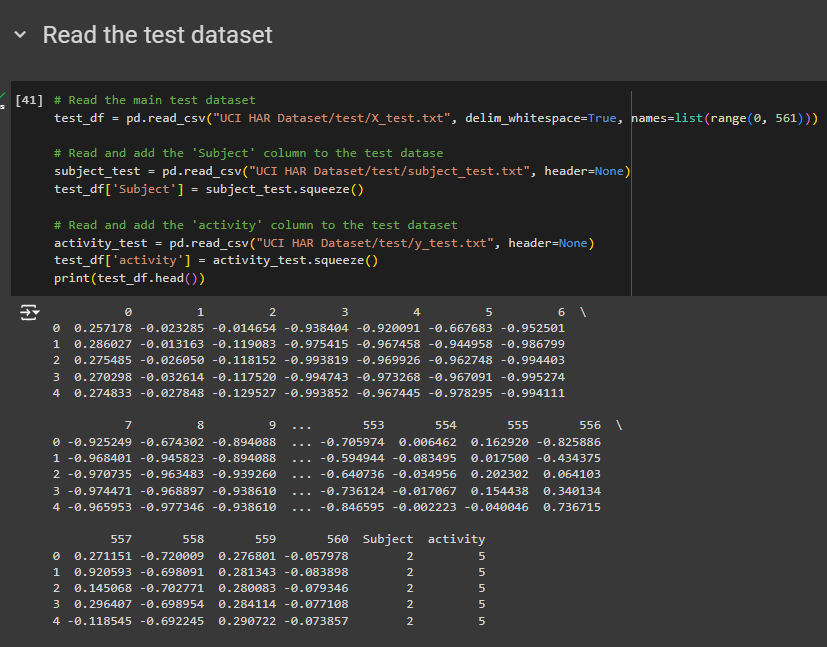 Read the test dataset
[41] # Read the main test dataset
test_df = pd.read_csv("UCI HAR Dataset/test/X_test.txt", delim_whitespace=True, names=list(range(0, 561)))
# Read and add the 'Subject' column to the test datase
subject_test = pd.read_csv("UCI HAR Dataset/test/subject_test.txt", header=None)
test_df['Subject'] = subject_test.squeeze()
# Read and add the 'activity' column to the test dataset
activity_test = pd.read_csv("UCI HAR Dataset/test/y_test.txt", header=None)
test_df['activity'] = activity_test.squeeze()
print(test_df.head())
0 1 2 3 4 5 6 \
0 0.257178 -0.023285 -0.014654 -0.938404 -0.920091 -0.667683 -0.952501
1 0.286027 -0.013163 -0.119083 -0.975415 -0.967458 -0.944958 -0.986799
2 0.275485 -0.026050 -0.118152 -0.993819 -0.969926 -0.962748 -0.994403
3 0.270298 -0.032614 -0.117520 -0.994743 -0.973268 -0.967091 -0.995274
4 0.274833 -0.027848 -0.129527 -0.993852 -0.967445 -0.978295 -0.994111
7 8 9 ... 553 554 555 556 \
0 -0.925249 -0.674302 -0.894088 ... -0.705974 0.006462 0.162920 -0.825886
1 -0.968401 -0.945823 -0.894088 ... -0.594944 -0.083495 0.017500 -0.434375
2 -0.970735 -0.963483 -0.939260 ... -0.640736 -0.034956 0.202302 0.064103
3 -0.974471 -0.968897 -0.938610 ... -0.736124 -0.017067 0.154438 0.340134
4 -0.965953 -0.977346 -0.938610 ... -0.846595 -0.002223 -0.040046 0.736715
557 558 559 560 Subject activity
0 0.271151 -0.720009 0.276801 -0.057978 2 5
1 0.920593 -0.698091 0.281343 -0.083898 2 5
2 0.145068 -0.702771 0.280083 -0.079346 2 5
3 0.296407 -0.698954 0.284114 -0.077108 2 5
4 -0.118545 -0.692245 0.290722 -0.073857 2 5